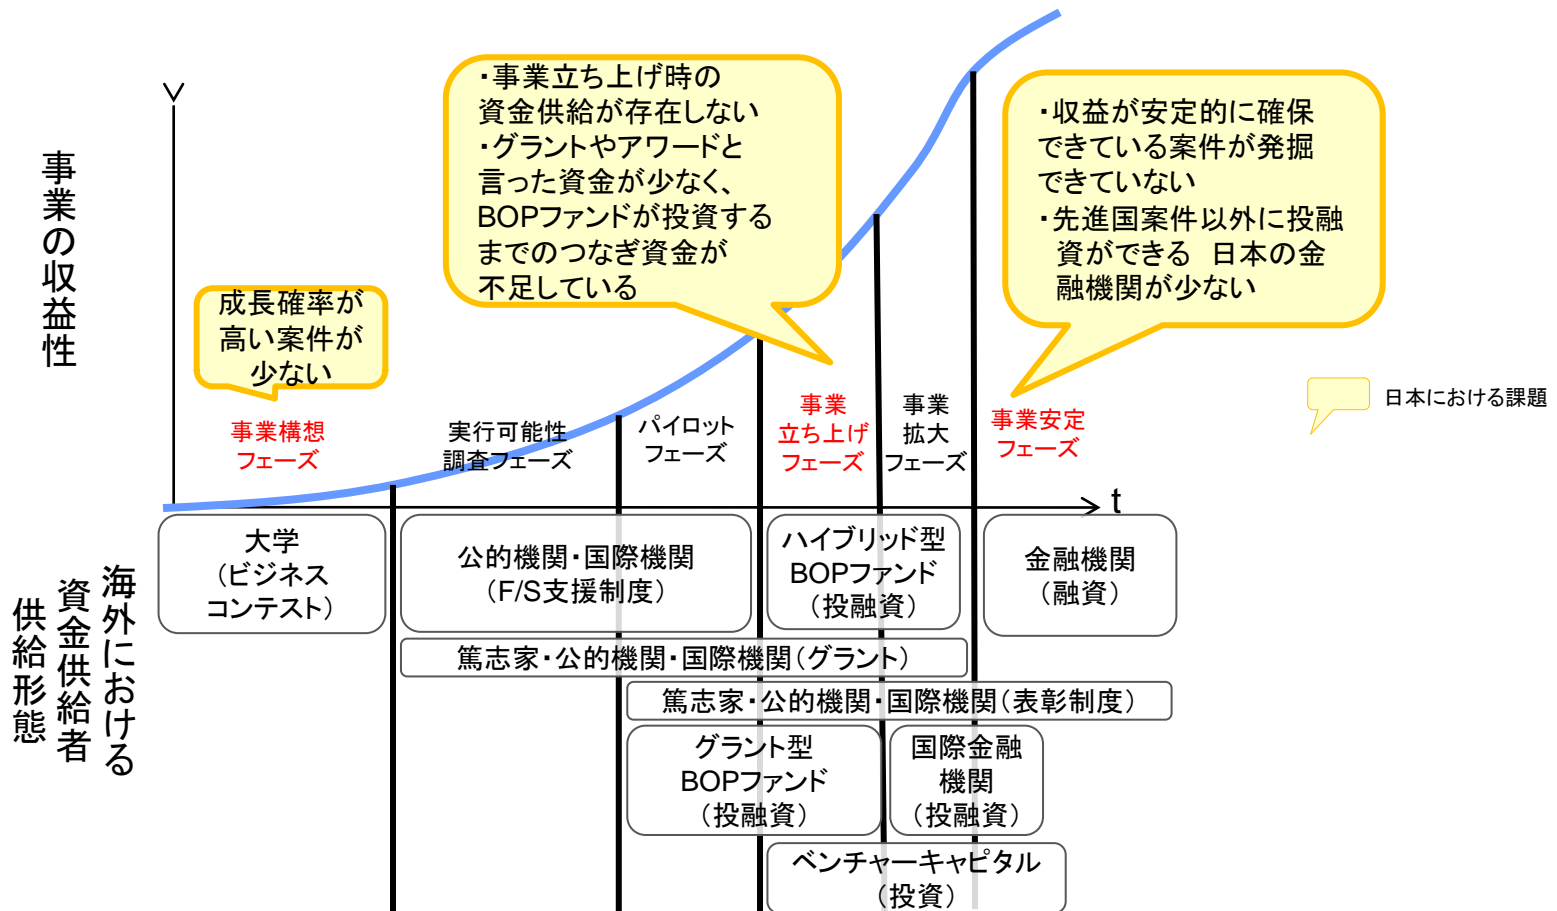 事業の収益性
・事業立ち上げ時の
資金供給が存在しない
・グラントやアワードと
言った資金が少なく、
BOPファンドが投資する
までのつなぎ資金が
不足している
・収益が安定的に確保
できている案件が発掘
できていない
・先進国案件以外に投融
資ができる 日本の金
融機関が少ない
成長確率が
高い案件が
少ない
日本における課題
事業構想
フェーズ
実行可能性
調査フェーズ
パイロット
フェーズ
事業
立ち上げ
フェーズ
事業
拡大
フェーズ
事業安定
フェーズ
t
海外における
資金供給者
供給形態
大学
（ビジネス
コンテスト）
公的機関・国際機関
（F/S支援制度）
ハイブリッド型
BOPファンド
（投融資）
金融機関
（融資）
篤志家・公的機関・国際機関（グラント）
篤志家・公的機関・国際機関（表彰制度）
グラント型
BOPファンド
（投融資）
国際金融
機関
（投融資）
ベンチャーキャピタル
（投資）